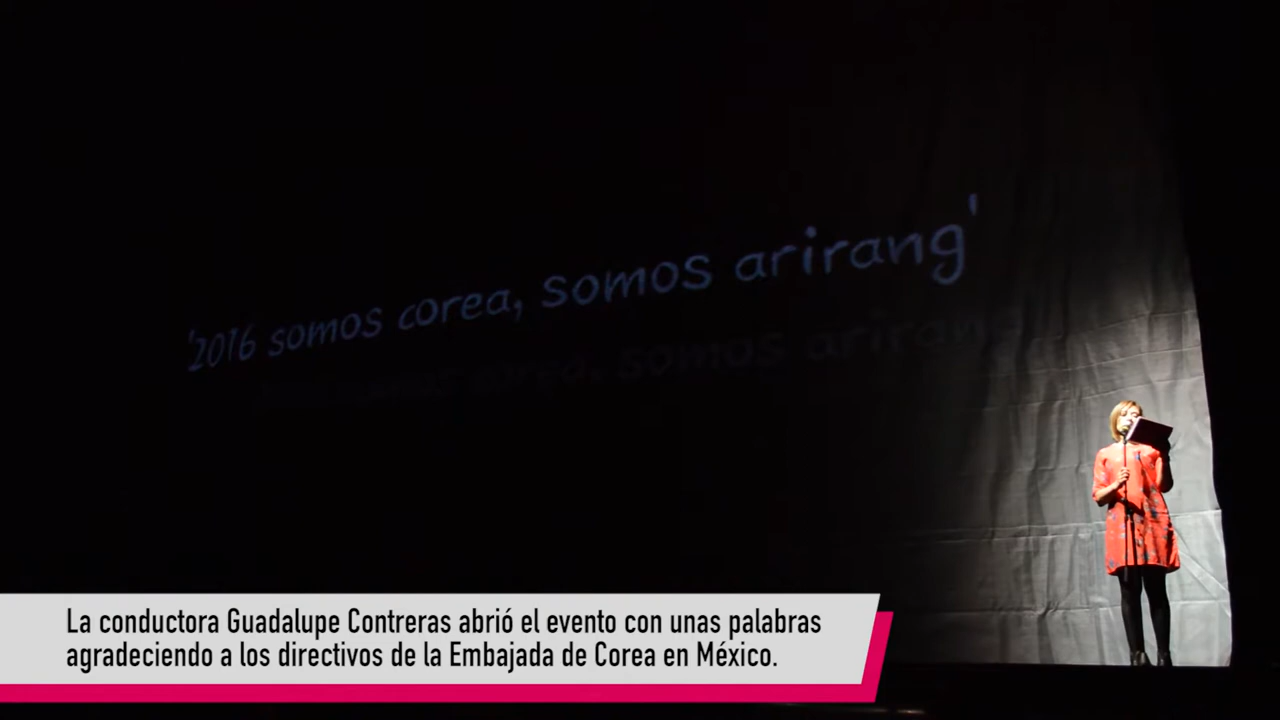 '2016 somos corea, somos arirang'
La conductora Guadalupe Contreras abrió el evento con unas palabras
agradeciendo a los directivos de la Embajada de Corea en México.